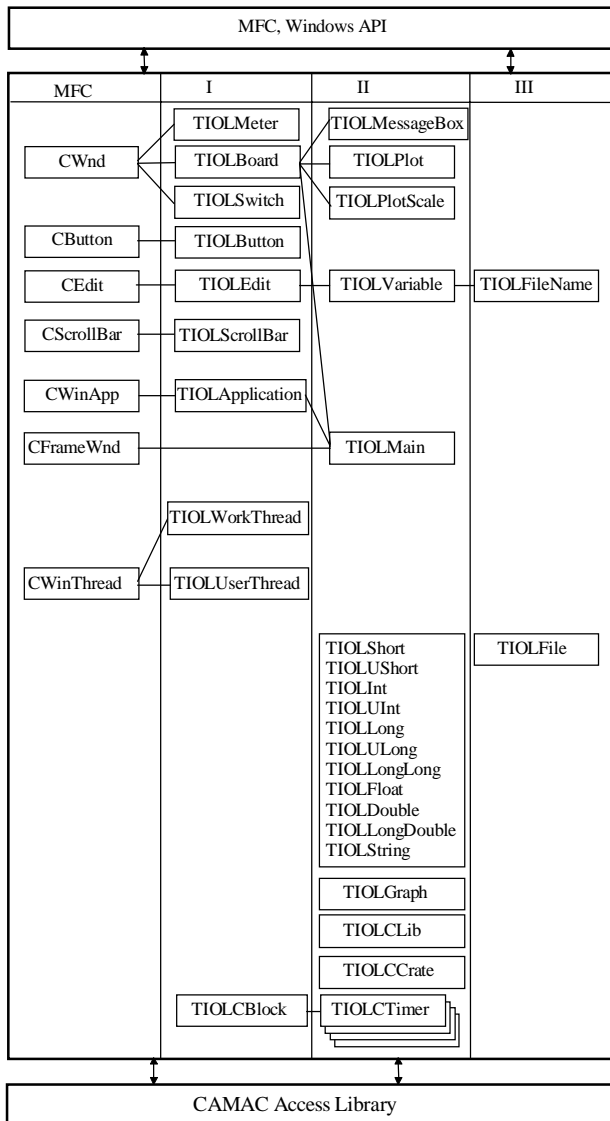 MFC, Windows API
MFC
I
II
III
TIOLMeter
TIOLMessageBox
CWnd
TIOLBoard
TIOLPlot
TIOLSwitch
TIOLPlotScale
CButton
TIOLButton
CEdit
TIOLEdit
TIOLVariable
TIOLFileName
CScrollBar
TIOLScrollBar
CWinApp
TIOLApplication
CFrameWnd
TIOLMain
TIOLWorkThread
CWinThread
TIOLUserThread
TIOLShort
TIOLUShort
TIOLInt
TIOLUInt
TIOLLong
TIOLULong
TIOLLongLong
TIOLFloat
TIOLDouble
TIOLLongDouble
TIOLString
TIOLFile
TIOLGraph
TIOLCLib
TIOLCCrate
TIOLCBlock
TIOLCTimer
CAMAC Access Library